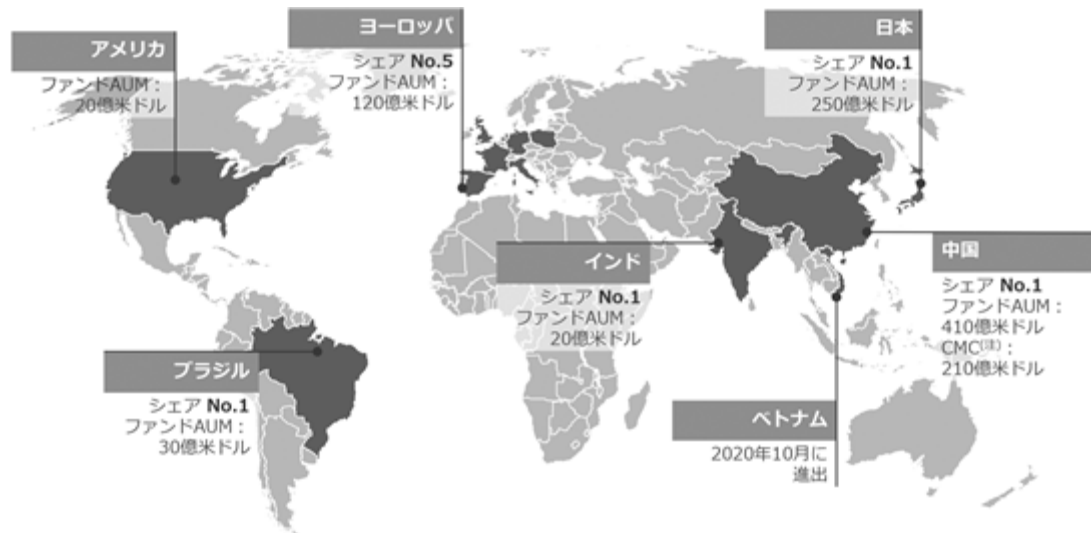 アメリカ
ファンドAUM：
20億米ドル
ヨーロッパ
シェア No.5
ファンドAUM：
120億米ドル
日本
シェア No.1
ファンドAUM：
250億米ドル
インド
シェア No.1
ファンドAUM：
20億米ドル
中国
シェア No.1
ファンドAUM：
410億米ドル
CMC(注)：
210億米ドル
ブラジル
シェア No.1
ファンドAUM：
30億米ドル
ベトナム
2020年10月に
進出